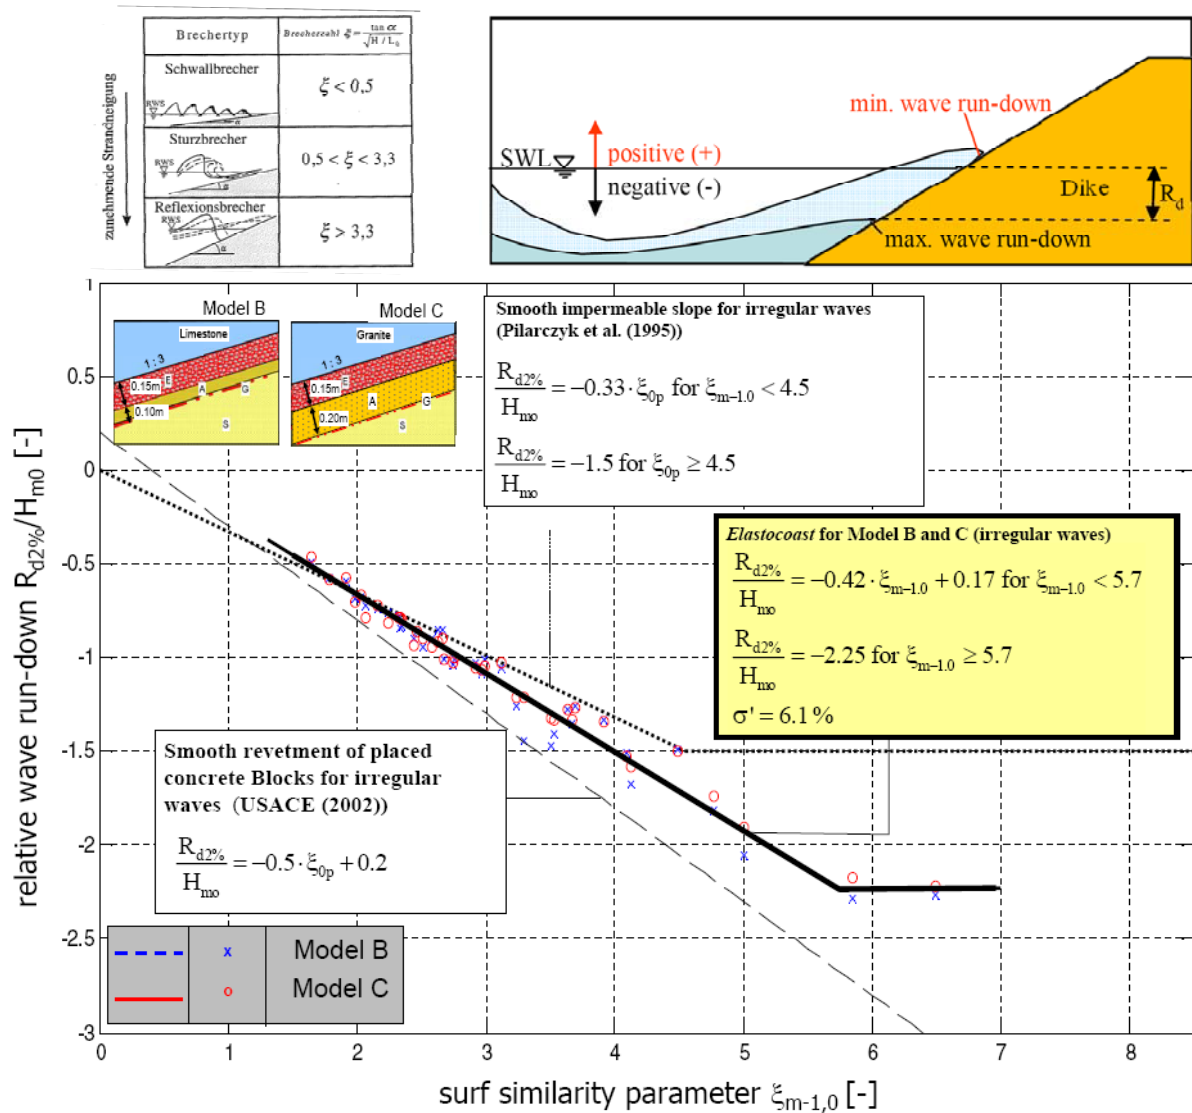 Brechertyp
Brecherzahl ξ = tan α / √(H / L₀)
zunehmende Strandneigung
Schwallbrecher
RWS
α
ξ < 0,5
Sturzbrecher
RWS
α
0,5 < ξ < 3,3
Reflexionsbrecher
RWS
α
ξ > 3,3
min. wave run-down
SWL
positive (+)
negative (-)
Dike
R_d
max. wave run-down
Model B
Model C
Limestone
1 : 3
0.15m
E
A
G
0.10m
S
Granite
1 : 3
0.15m
E
A
G
0.20m
S
Smooth impermeable slope for irregular waves
(Pilarczyk et al. (1995))
R_d2% / H_mo = −0.33 · ξ_0p for ξ_m−1.0 < 4.5
R_d2% / H_mo = −1.5 for ξ_0p ≥ 4.5
Elastocoast for Model B and C (irregular waves)
R_d2% / H_mo = −0.42 · ξ_m−1.0 + 0.17 for ξ_m−1.0 < 5.7
R_d2% / H_mo = −2.25 for ξ_m−1.0 ≥ 5.7
σ' = 6.1 %
Smooth revetment of placed
concrete Blocks for irregular
waves (USACE (2002))
R_d2% / H_mo = −0.5 · ξ_0p + 0.2
Model B
Model C
relative wave run-down R_d2%/H_m0 [-]
1
0.5
0
-0.5
-1
-1.5
-2
-2.5
-3
0 1 2 3 4 5 6 7 8
surf similarity parameter ξ_m-1,0 [-]